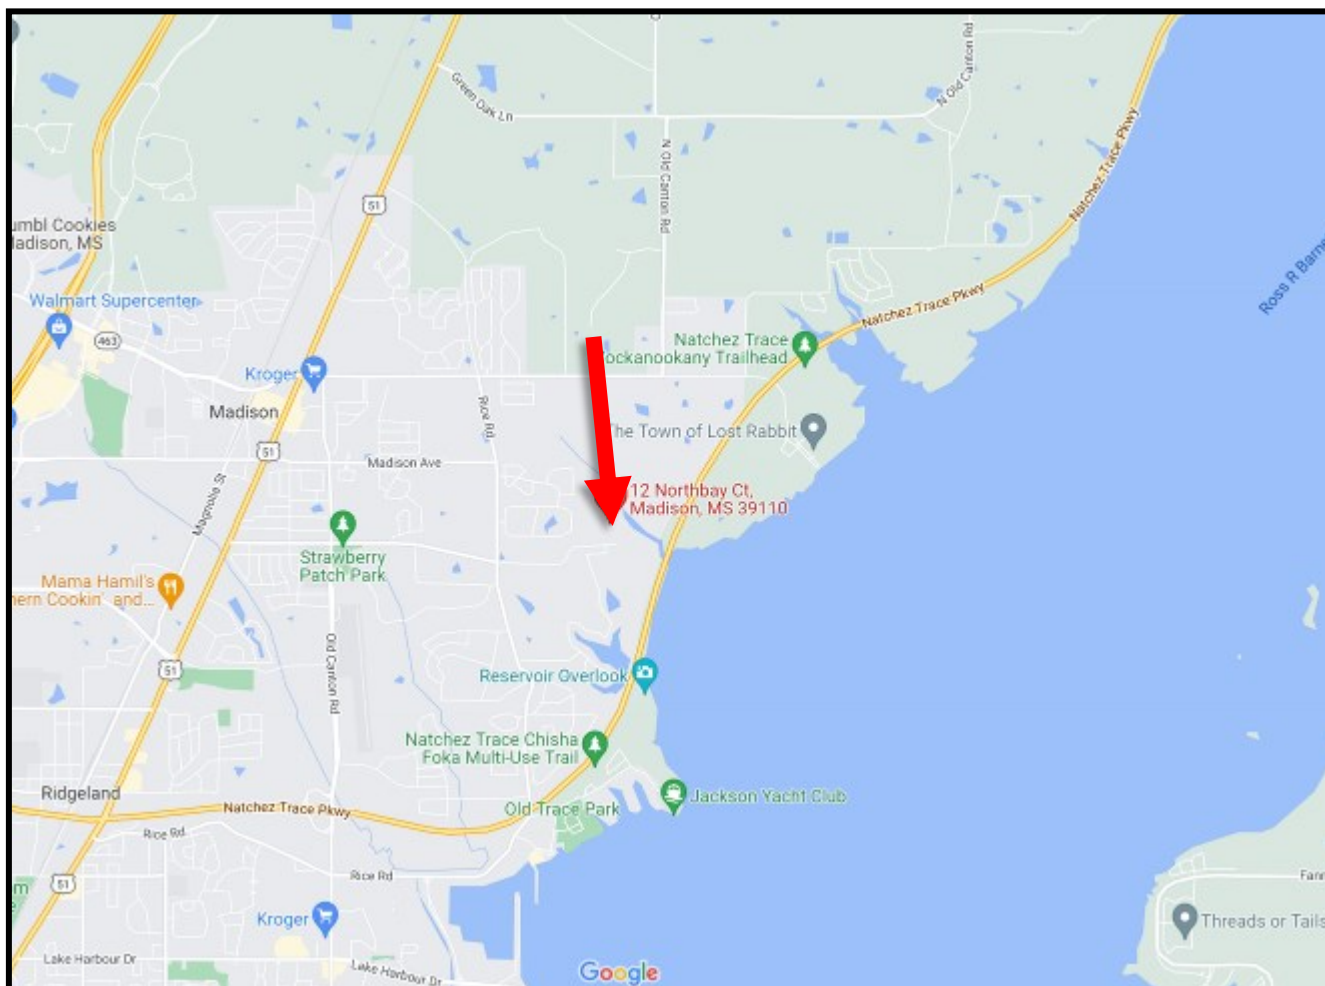 Green Oak Ln
N Old Canton Rd
N Old Canton Rd
Natchez Trace Pkwy
51
umbl Cookies
Madison, MS
Ross R Barne
Walmart Supercenter
463
Natchez Trace Pkwy
Natchez Trace
ockanookany Trailhead
Kroger
Madison
Rice Rd
The Town of Lost Rabbit
51
Madison Ave
Magnolia St
12 Northbay Ct,
Madison, MS 39110
Strawberry
Patch Park
Mama Hamil's
hern Cookin' and...
51
Old Canton Rd
Reservoir Overlook
Natchez Trace Chisha
Foka Multi-Use Trail
Ridgeland
Natchez Trace Pkwy
Old Trace Park
Jackson Yacht Club
Rice Rd
Rice Rd
51
Fann
Kroger
Threads or Tails
Lake Harbour Dr
Lake Harbour Dr
Google